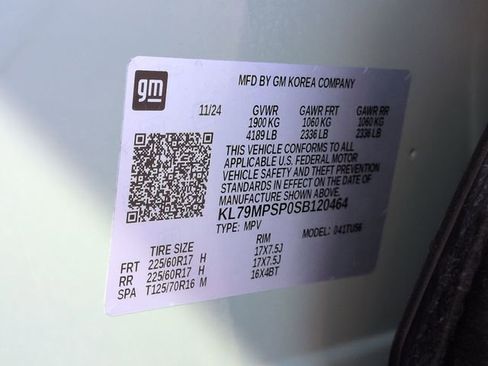 gm
MFD BY GM KOREA COMPANY
11/24 GVWR GAWR FRT GAWR RR
1900 KG 1060 KG 1060 KG
4189 LB 2336 LB 2336 LB
THIS VEHICLE CONFORMS TO ALL
APPLICABLE U.S. FEDERAL MOTOR
VEHICLE SAFETY AND THEFT PREVENTION
STANDARDS IN EFFECT ON THE DATE OF
MANUFACTURE SHOWN ABOVE.
KL79MPSP0SB120464
TYPE: MPV MODEL: 041TU56
TIRE SIZE RIM
FRT 225/60R17 H 17X7.5J
RR 225/60R17 H 17X7.5J
SPA T125/70R16 M 16X4BT